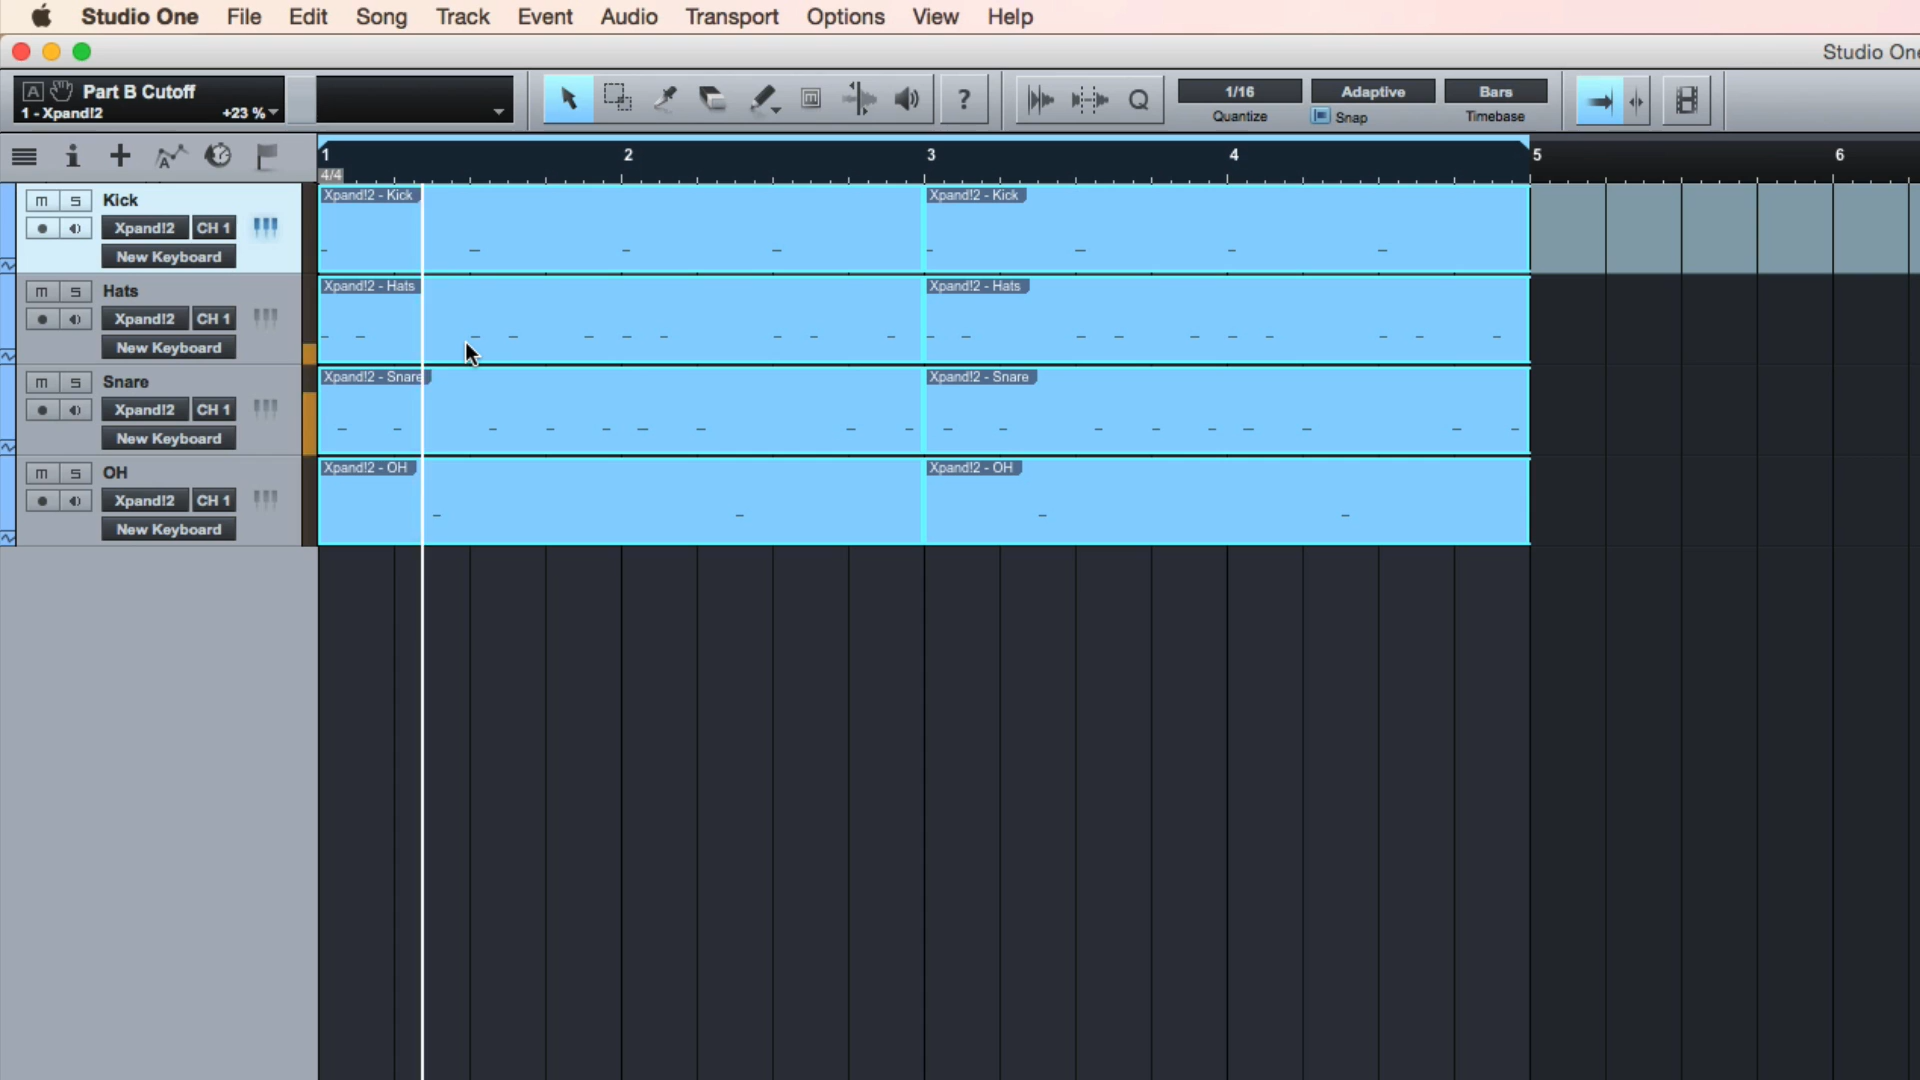 Studio One File Edit Song Track Event Audio Transport Options View Help
Studio One
A Part B Cutoff
1 - Xpand!2 +23 %
? Q 1/16 Adaptive Bars
Quantize Snap Timebase
1 2 3 4 5 6
4/4
m s Kick
Xpand!2 CH 1
New Keyboard
Xpand!2 - Kick Xpand!2 - Kick
m s Hats
Xpand!2 CH 1
New Keyboard
Xpand!2 - Hats Xpand!2 - Hats
m s Snare
Xpand!2 CH 1
New Keyboard
Xpand!2 - Snare Xpand!2 - Snare
m s OH
Xpand!2 CH 1
New Keyboard
Xpand!2 - OH Xpand!2 - OH